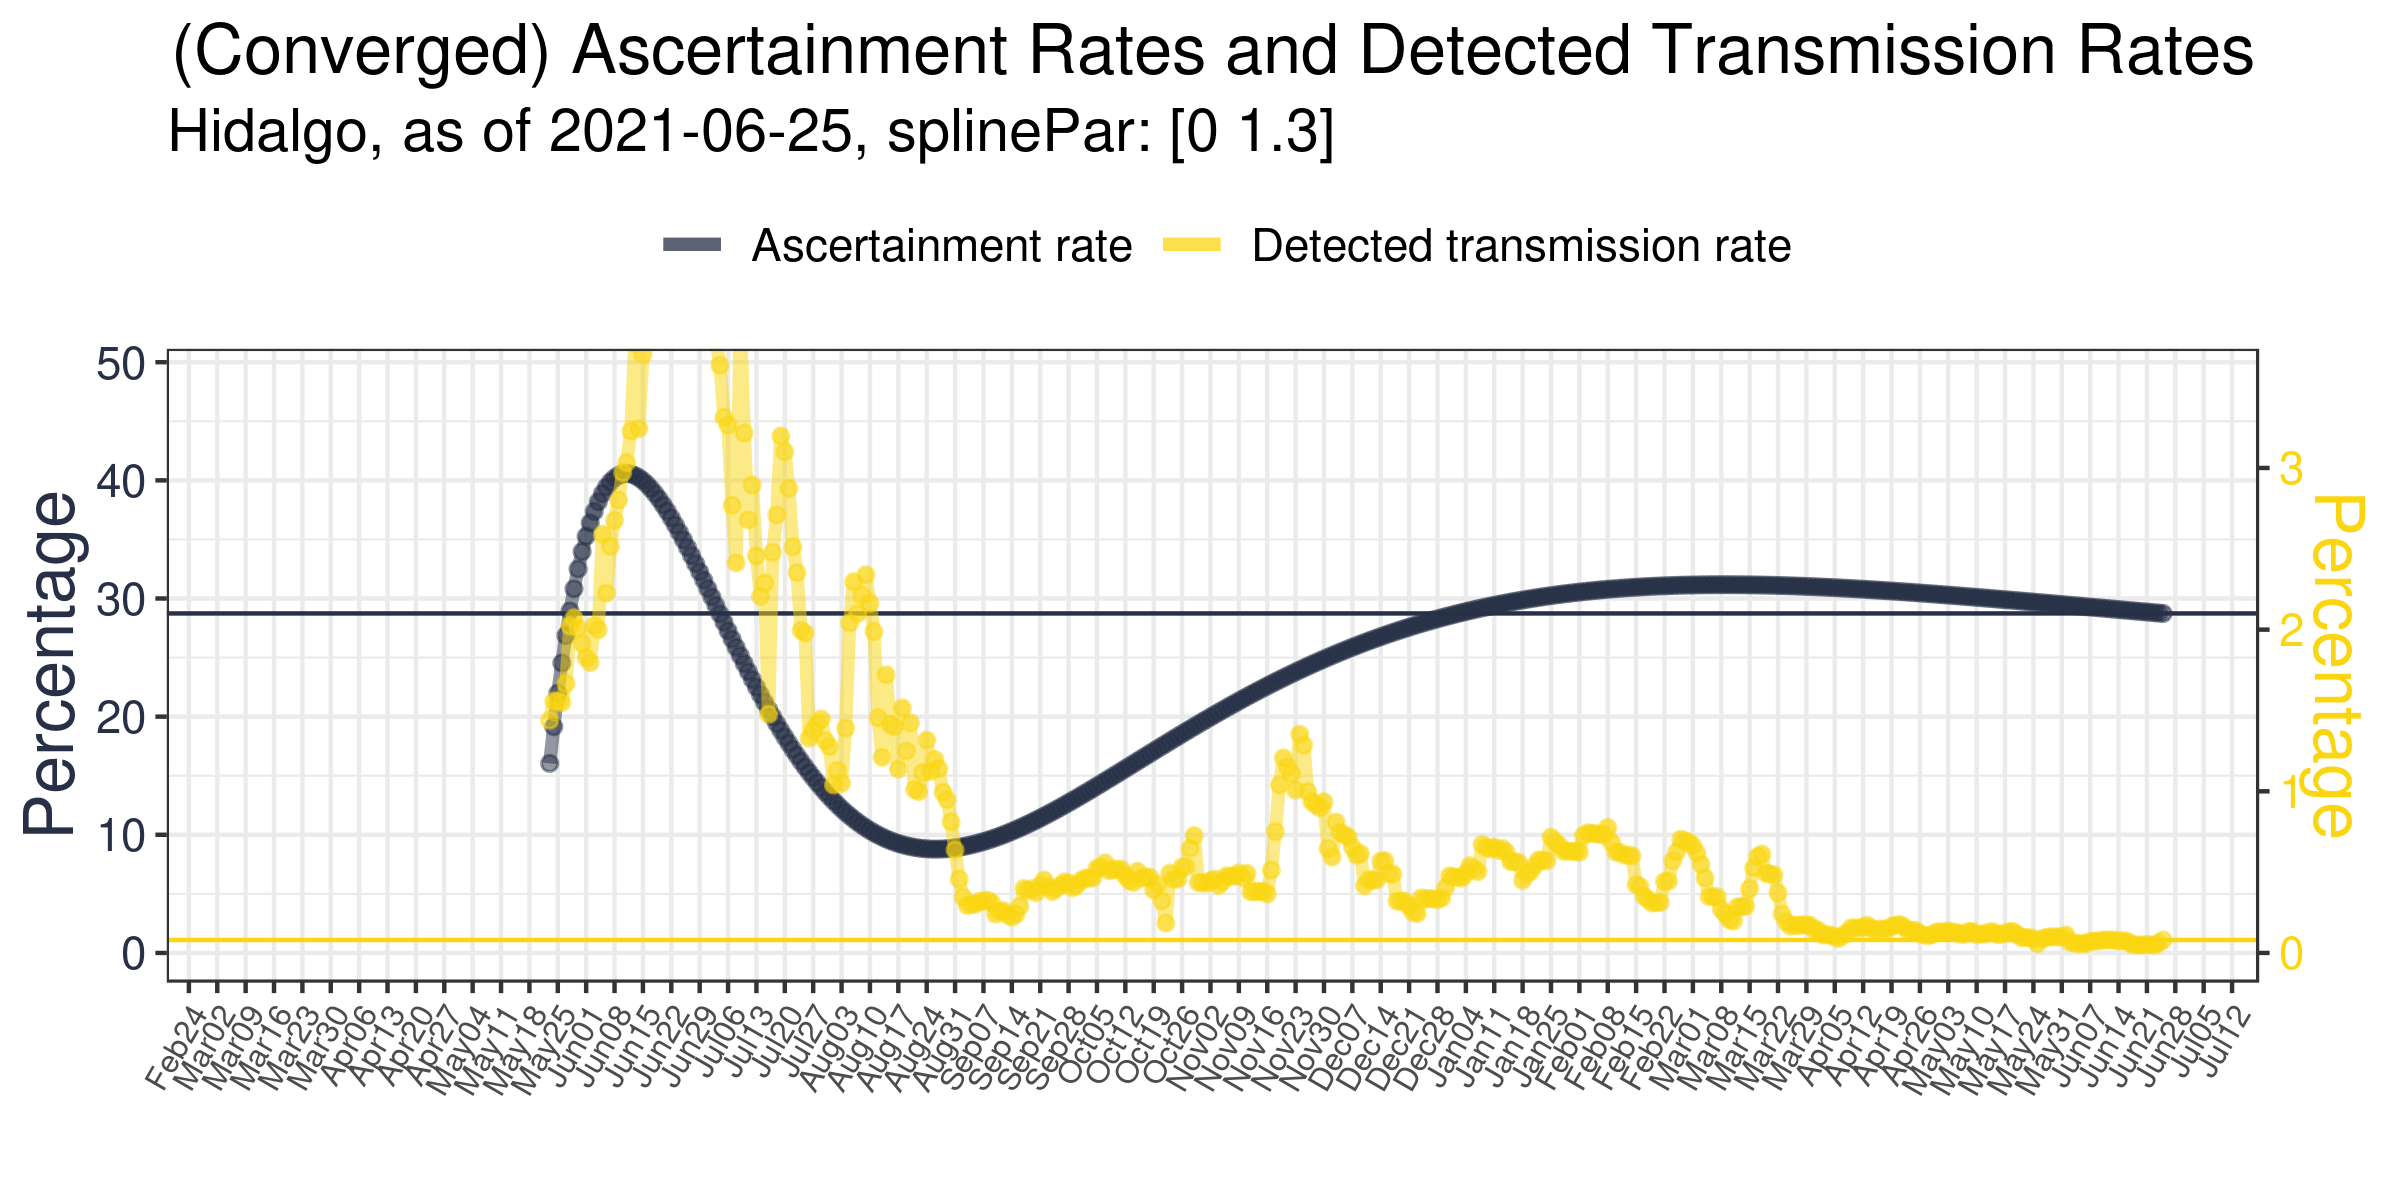 (Converged) Ascertainment Rates and Detected Transmission Rates
Hidalgo, as of 2021-06-25, splinePar: [0 1.3]
Ascertainment rate Detected transmission rate
Percentage
50
40
30
20
10
0
3
2
1
0
Percentage
Feb24 Mar02 Mar09 Mar16 Mar23 Mar30 Apr06 Apr13 Apr20 Apr27 May04 May11 May18 May25 Jun01 Jun08 Jun15 Jun22 Jun29 Jul06 Jul13 Jul20 Jul27 Aug03 Aug10 Aug17 Aug24 Aug31 Sep07 Sep14 Sep21 Sep28 Oct05 Oct12 Oct19 Oct26 Nov02 Nov09 Nov16 Nov23 Nov30 Dec07 Dec14 Dec21 Dec28 Jan04 Jan11 Jan18 Jan25 Feb01 Feb08 Feb15 Feb22 Mar01 Mar08 Mar15 Mar22 Mar29 Apr05 Apr12 Apr19 Apr26 May03 May10 May17 May24 May31 Jun07 Jun14 Jun21 Jun28 Jul05 Jul12